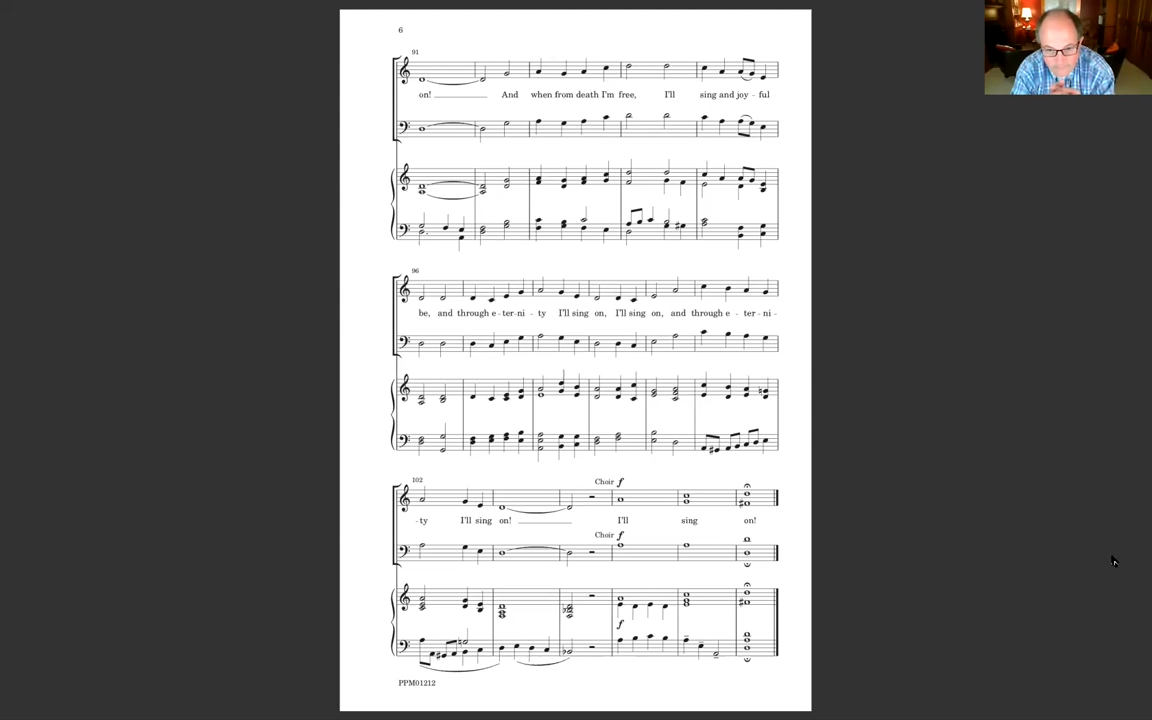 6
91
on! And when from death I'm free, I'll sing and joy - ful
96
be, and through e - ter - ni - ty I'll sing on, I'll sing on, and through e - ter - ni -
102
Choir f
- ty I'll sing on! I'll sing on!
Choir f
f
PPM01212